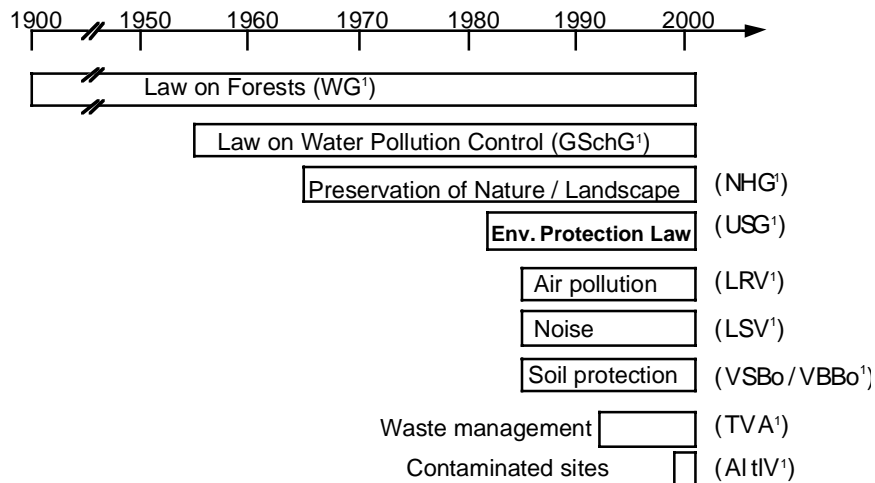 1900 1950 1960 1970 1980 1990 2000
Law on Forests (WG¹)
Law on Water Pollution Control (GSchG¹)
Preservation of Nature / Landscape (NHG¹)
Env. Protection Law (USG¹)
Air pollution (LRV¹)
Noise (LSV¹)
Soil protection (VSBo / VBBo¹)
Waste management (TVA¹)
Contaminated sites (AltlV¹)